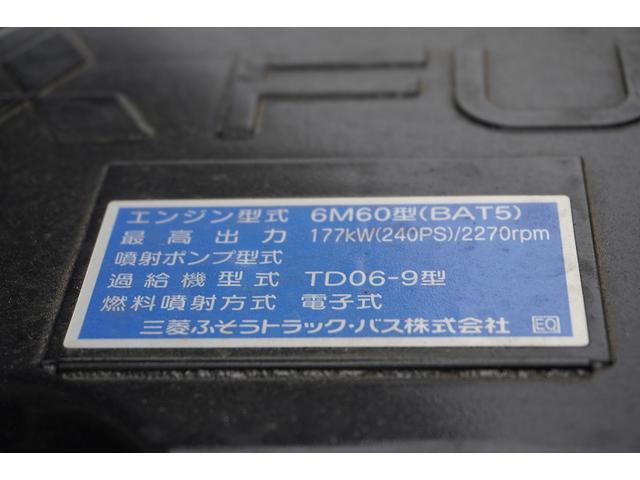 FU
エンジン型式 6M60型(BAT5)
最高出力 177kW(240PS)/2270rpm
噴射ポンプ型式
過給機型式 TD06-9型
燃料噴射方式 電子式
三菱ふそうトラック・バス株式会社 EQ